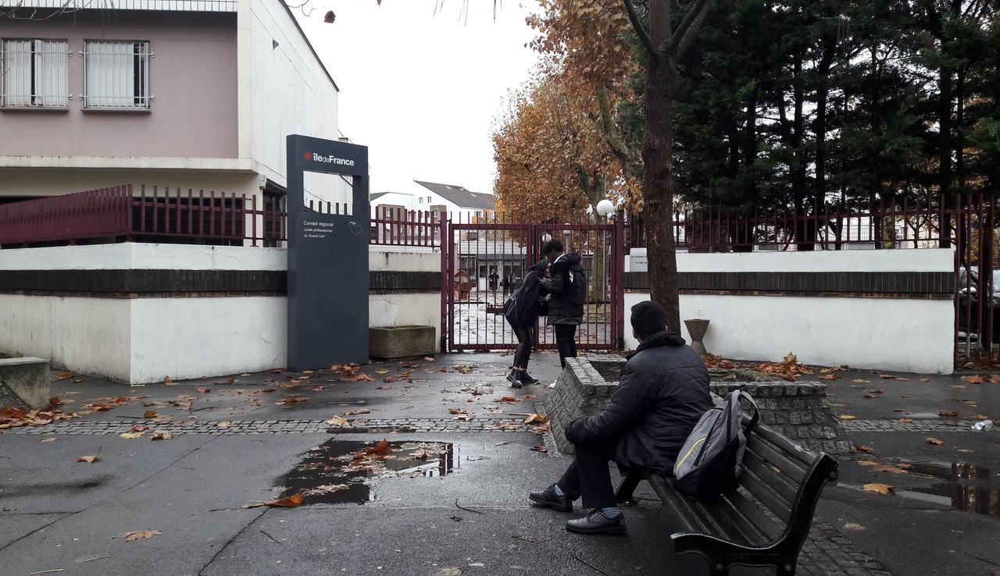 îledeFrance
Conseil régional
Lycée professionnel
du Grand Cerf